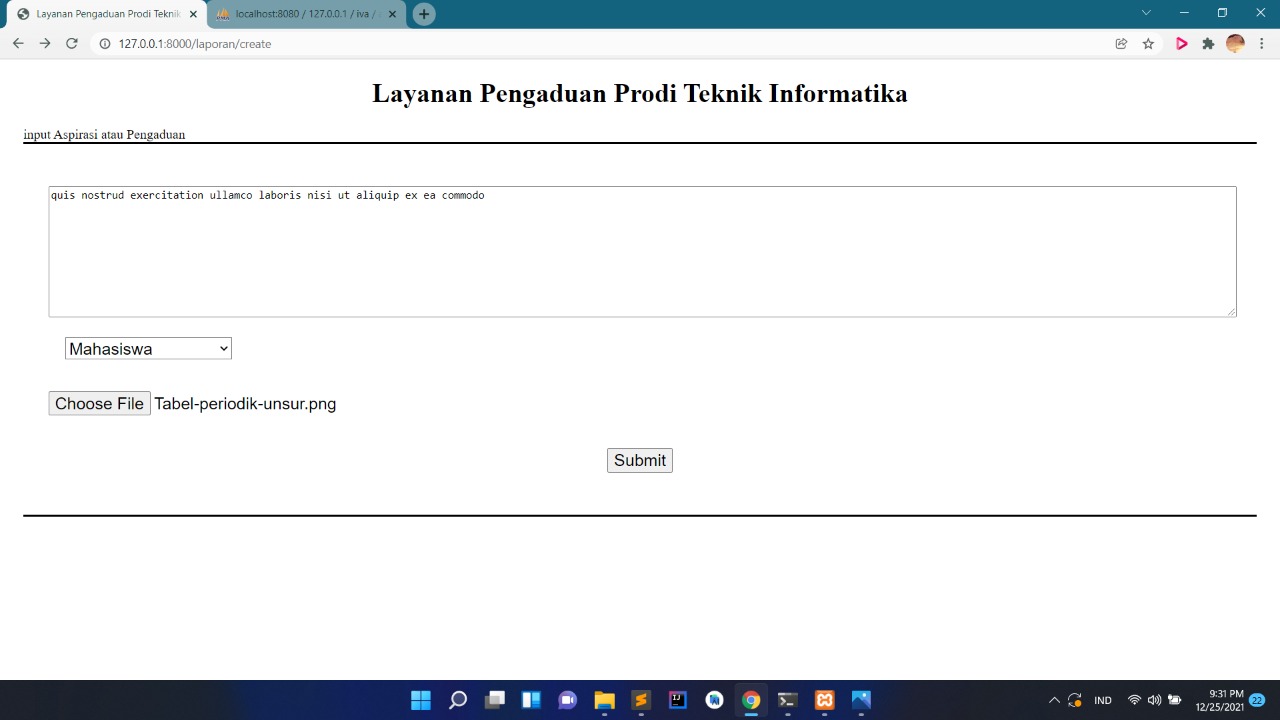 Layanan Pengaduan Prodi Teknik
localhost:8080 / 127.0.0.1 / iva /
127.0.0.1:8000/laporan/create
Layanan Pengaduan Prodi Teknik Informatika
input Aspirasi atau Pengaduan
quis nostrud exercitation ullamco laboris nisi ut aliquip ex ea commodo
Mahasiswa
Choose File Tabel-periodik-unsur.png
Submit
IND
9:31 PM
12/25/2021
22